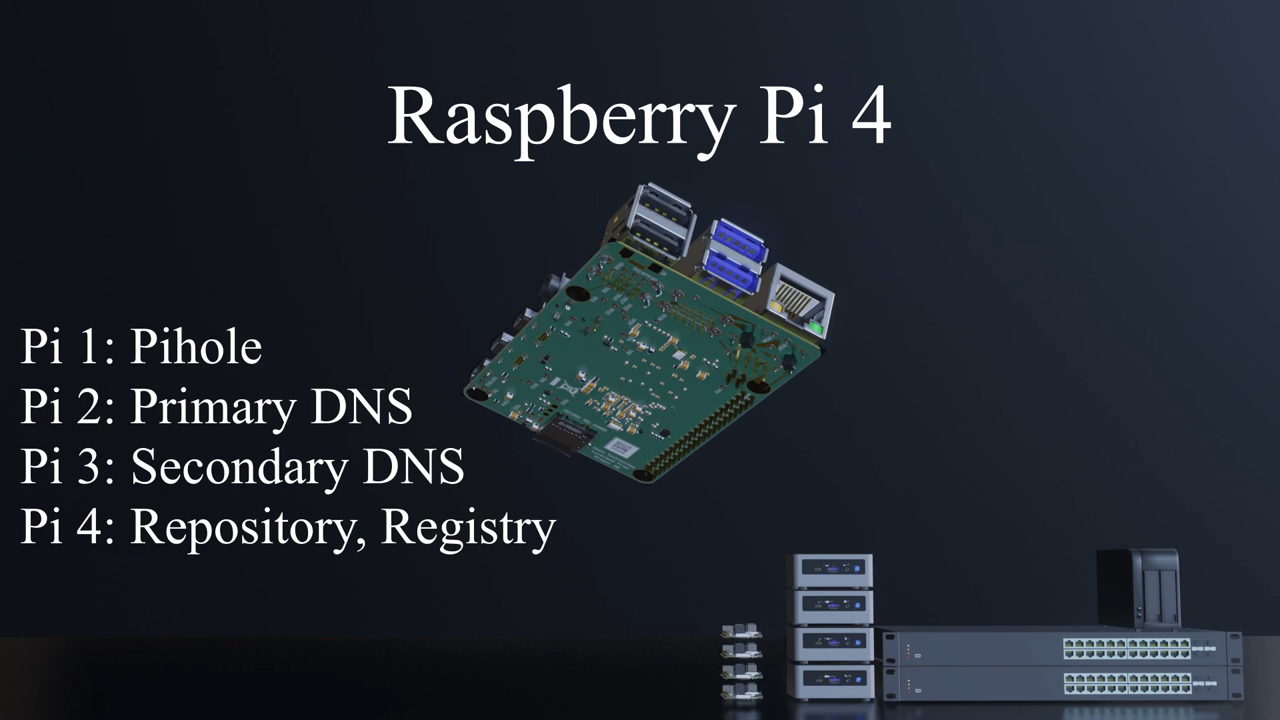 Raspberry Pi 4
Pi 1: Pihole
Pi 2: Primary DNS
Pi 3: Secondary DNS
Pi 4: Repository, Registry